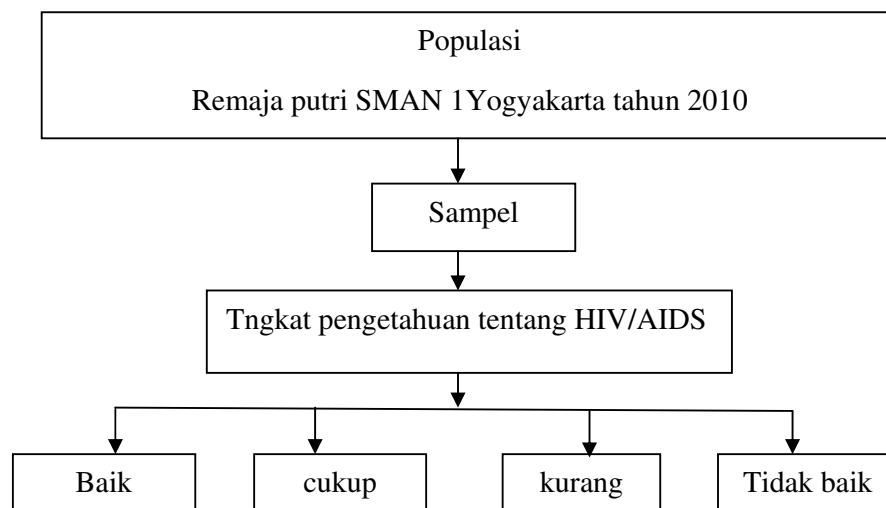 Populasi
Remaja putri SMAN 1Yogyakarta tahun 2010
Sampel
Tngkat pengetahuan tentang HIV/AIDS
Baik
cukup
kurang
Tidak baik